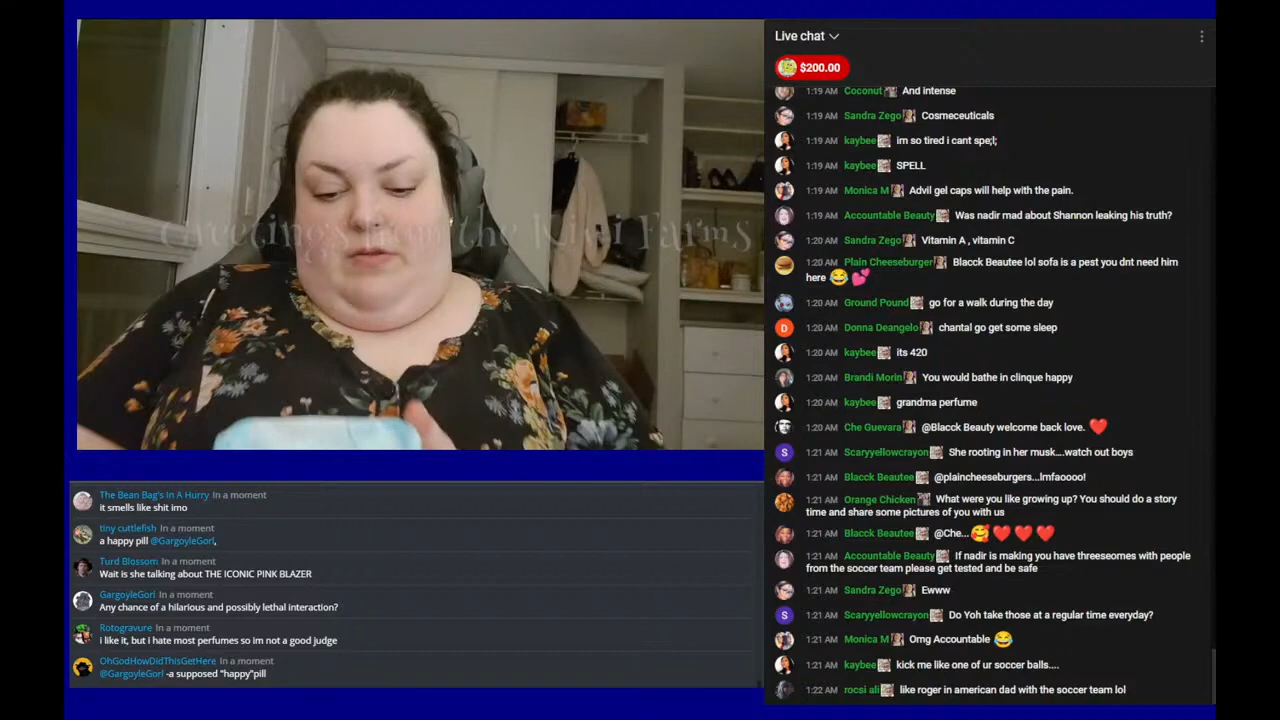 Greetings from the Kiwi Farms
The Bean Bag's In A Hurry In a moment
it smells like shit imo
tiny cuttlefish In a moment
a happy pill @GargoyleGorl,
Turd Blossom In a moment
Wait is she talking about THE ICONIC PINK BLAZER
GargoyleGorl In a moment
Any chance of a hilarious and possibly lethal interaction?
Rotogravure In a moment
i like it, but i hate most perfumes so im not a good judge
OhGodHowDidThisGetHere In a moment
@GargoyleGorl -a supposed "happy"pill
Live chat
$200.00
1:19 AM Coconut And intense
1:19 AM Sandra Zego Cosmeceuticals
1:19 AM kaybee im so tired i cant spe;l;
1:19 AM kaybee SPELL
1:19 AM Monica M Advil gel caps will help with the pain.
1:19 AM Accountable Beauty Was nadir mad about Shannon leaking his truth?
1:20 AM Sandra Zego Vitamin A , vitamin C
1:20 AM Plain Cheeseburger Blacck Beautee lol sofa is a pest you dnt need him
here 😂 💕
1:20 AM Ground Pound go for a walk during the day
D 1:20 AM Donna Deangelo chantal go get some sleep
1:20 AM kaybee its 420
1:20 AM Brandi Morin You would bathe in clinque happy
1:20 AM kaybee grandma perfume
1:20 AM Che Guevara @Blacck Beauty welcome back love. ❤️
S 1:21 AM Scaryyellowcrayon She rooting in her musk....watch out boys
1:21 AM Blacck Beautee @plaincheeseburgers...lmfaoooo!
1:21 AM Orange Chicken What were you like growing up? You should do a story
time and share some pictures of you with us
1:21 AM Blacck Beautee @Che...🥰❤️❤️❤️
1:21 AM Accountable Beauty If nadir is making you have threeseomes with people
from the soccer team please get tested and be safe
1:21 AM Sandra Zego Ewww
S 1:21 AM Scaryyellowcrayon Do Yoh take those at a regular time everyday?
1:21 AM Monica M Omg Accountable 😂
1:21 AM kaybee kick me like one of ur soccer balls....
1:22 AM rocsi ali like roger in american dad with the soccer team lol